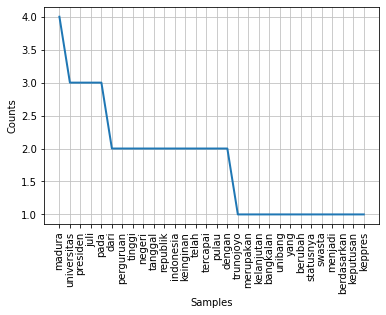 4.0
3.5
3.0
2.5
2.0
1.5
1.0
Counts
madura
universitas
presiden
juli
pada
dari
perguruan
tinggi
negeri
tanggal
republik
indonesia
keinginan
telah
tercapai
pulau
dengan
trunojoyo
merupakan
kelanjutan
bangkalan
unibang
yang
berubah
statusnya
swasta
menjadi
berdasarkan
keputusan
keppres
Samples